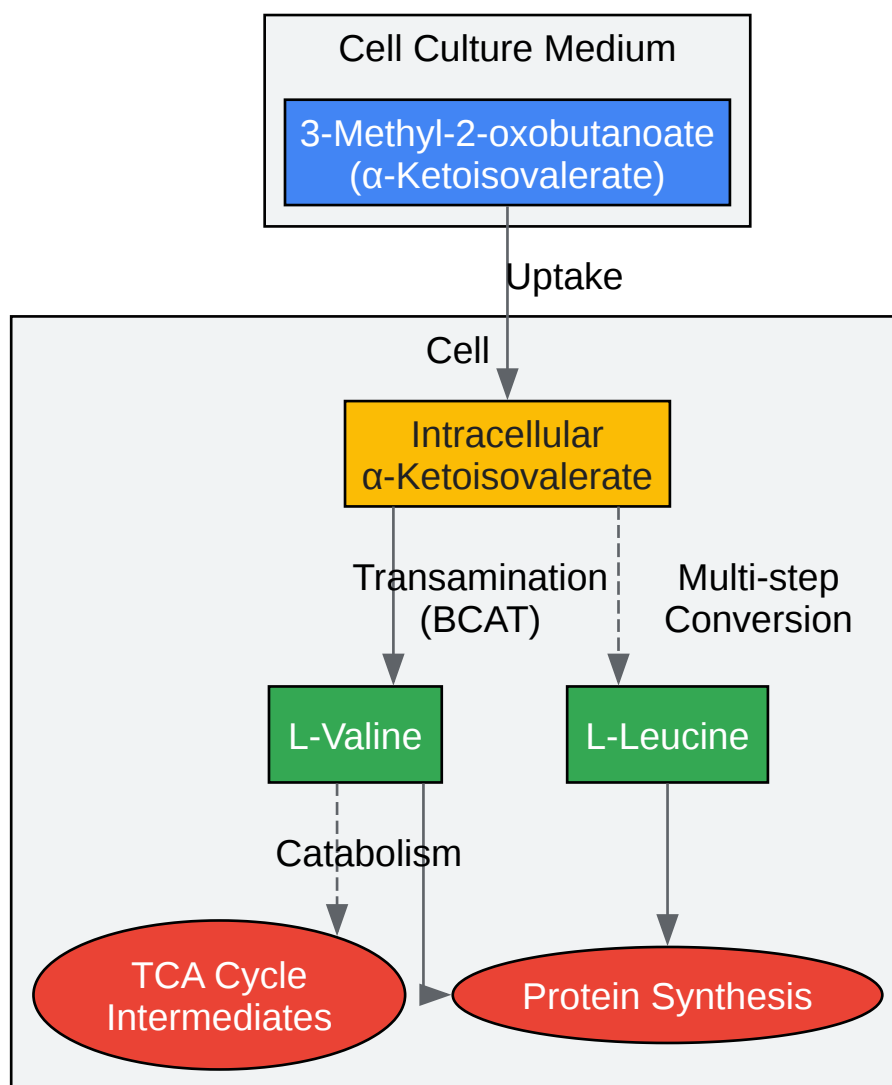 Cell Culture Medium
3-Methyl-2-oxobutanoate
(α-Ketoisovalerate)
Uptake
Cell
Intracellular
α-Ketoisovalerate
Transamination
(BCAT)
Multi-step
Conversion
L-Valine
L-Leucine
Catabolism
TCA Cycle
Intermediates
Protein Synthesis